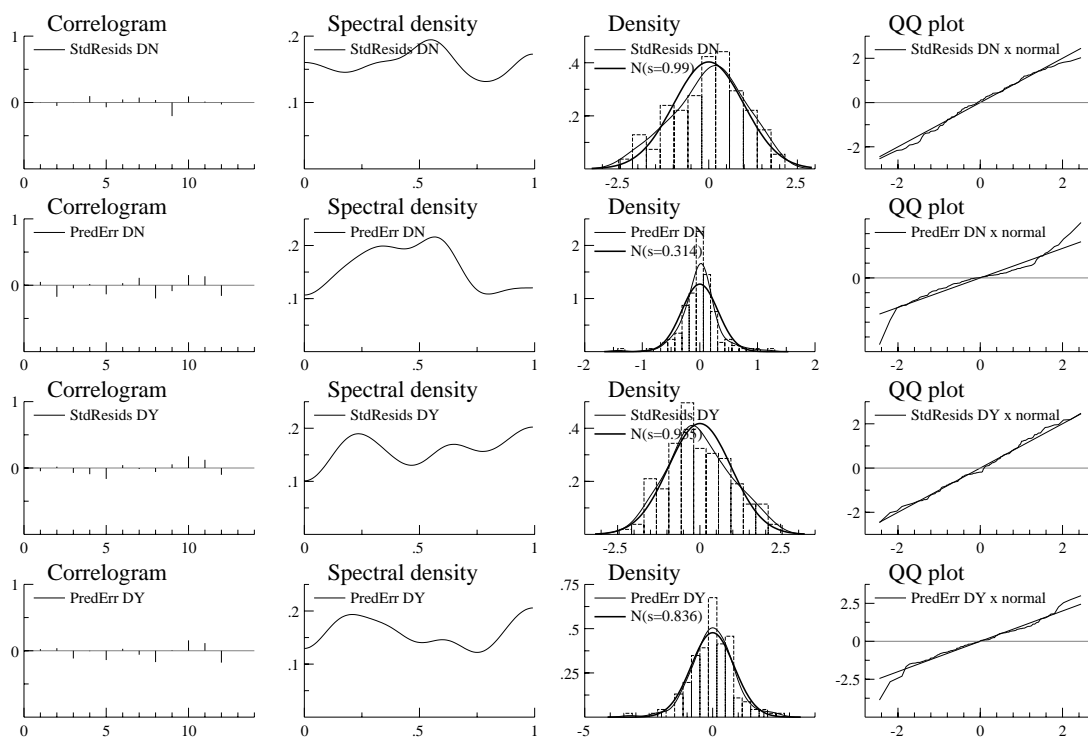 Correlogram
StdResids DN
1
0
0 5 10
Spectral density
StdResids DN
.2
.1
0 .5 1
Density
StdResids DN
N(s=0.99)
.4
.2
-2.5 0 2.5
QQ plot
StdResids DN x normal
2
0
-2
-2 0 2
Correlogram
PredErr DN
1
0
0 5 10
Spectral density
PredErr DN
.2
.1
0 .5 1
Density
PredErr DN
N(s=0.314)
2
1
-2 -1 0 1 2
QQ plot
PredErr DN x normal
0
-2 0 2
Correlogram
StdResids DY
1
0
0 5 10
Spectral density
StdResids DY
.2
.1
0 .5 1
Density
StdResids DY
N(s=0.955)
.4
.2
-2.5 0 2.5
QQ plot
StdResids DY x normal
2
0
-2
-2 0 2
Correlogram
PredErr DY
1
0
0 5 10
Spectral density
PredErr DY
.2
.1
0 .5 1
Density
PredErr DY
N(s=0.836)
.75
.5
.25
-5 0 5
QQ plot
PredErr DY x normal
2.5
0
-2.5
-2 0 2